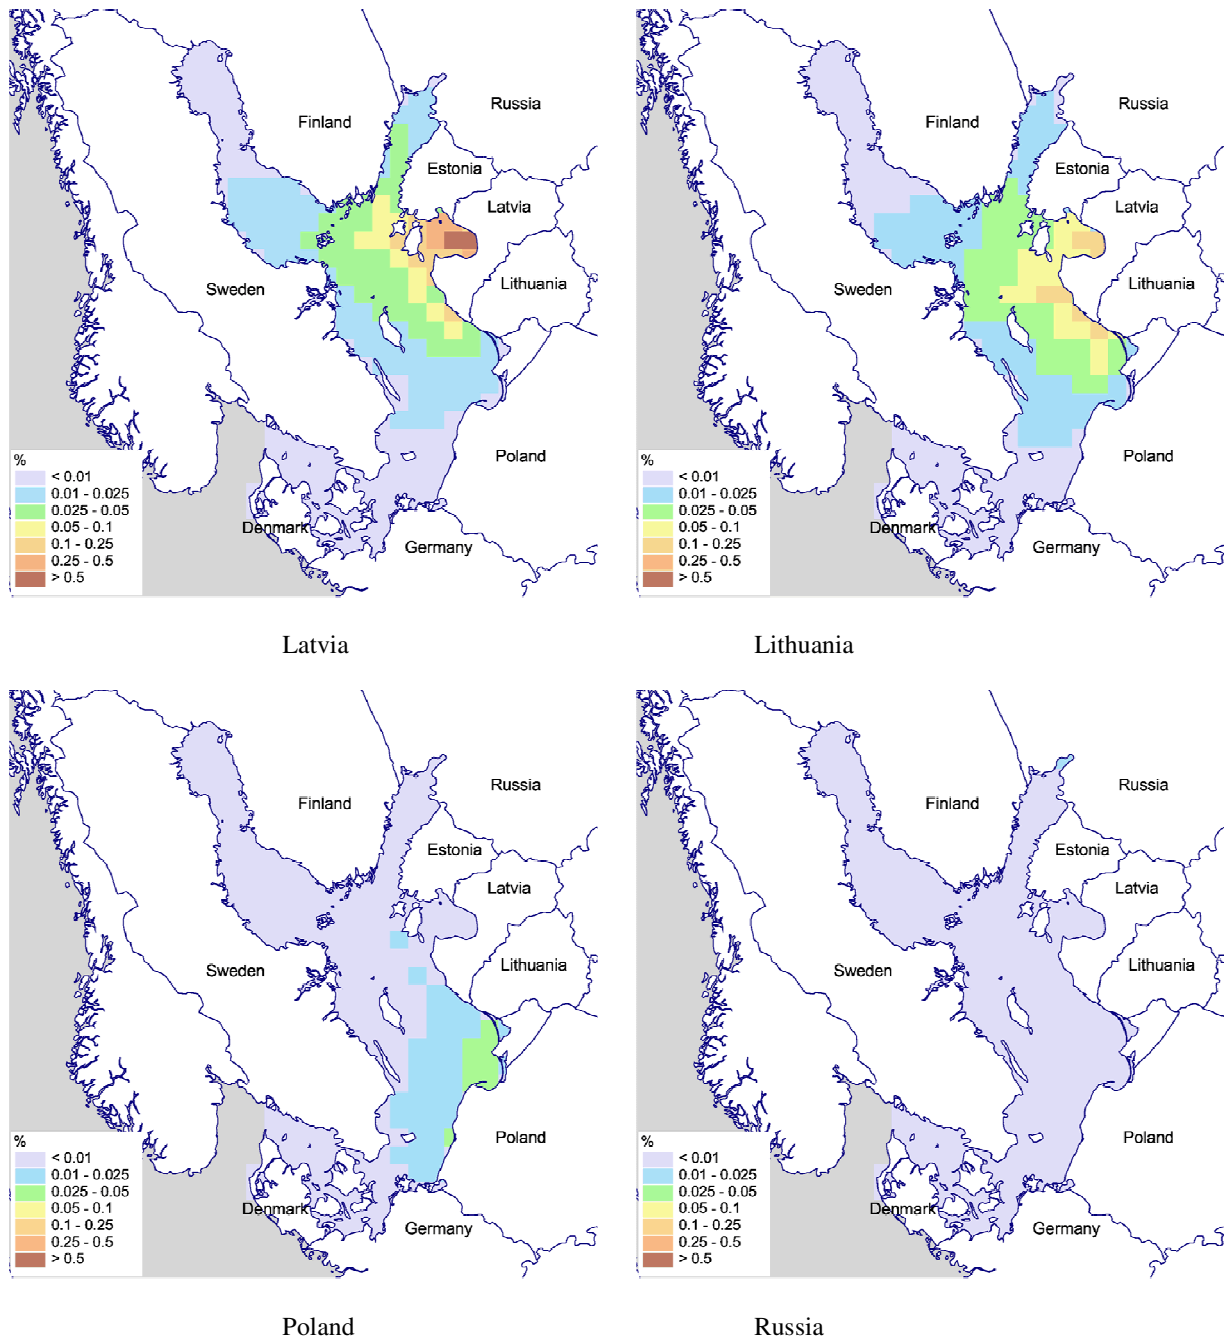 Finland
Russia
Estonia
Latvia
Lithuania
Sweden
Poland
Denmark
Germany
%
< 0.01
0.01 - 0.025
0.025 - 0.05
0.05 - 0.1
0.1 - 0.25
0.25 - 0.5
> 0.5
Latvia
Finland
Russia
Estonia
Latvia
Lithuania
Sweden
Poland
Denmark
Germany
%
< 0.01
0.01 - 0.025
0.025 - 0.05
0.05 - 0.1
0.1 - 0.25
0.25 - 0.5
> 0.5
Lithuania
Finland
Russia
Estonia
Latvia
Lithuania
Sweden
Poland
Denmark
Germany
%
< 0.01
0.01 - 0.025
0.025 - 0.05
0.05 - 0.1
0.1 - 0.25
0.25 - 0.5
> 0.5
Poland
Finland
Russia
Estonia
Latvia
Lithuania
Sweden
Poland
Denmark
Germany
%
< 0.01
0.01 - 0.025
0.025 - 0.05
0.05 - 0.1
0.1 - 0.25
0.25 - 0.5
> 0.5
Russia